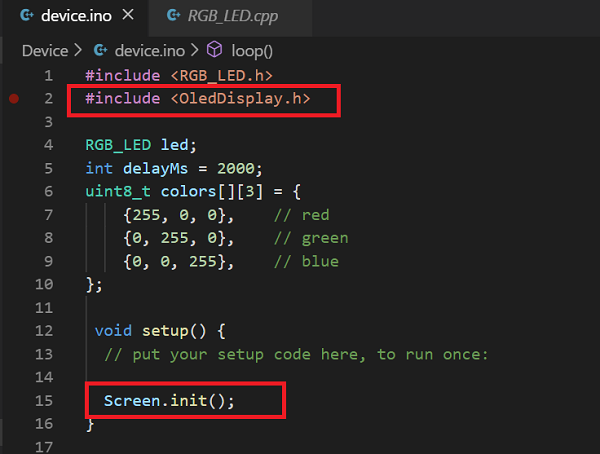 device.ino × RGB_LED.cpp
Device > device.ino > loop()
1 #include <RGB_LED.h>
2 #include <OledDisplay.h>
3
4 RGB_LED led;
5 int delayMs = 2000;
6 uint8_t colors[][3] = {
7 {255, 0, 0}, // red
8 {0, 255, 0}, // green
9 {0, 0, 255}, // blue
10 };
11
12 void setup() {
13 // put your setup code here, to run once:
14
15 Screen.init();
16 }
17